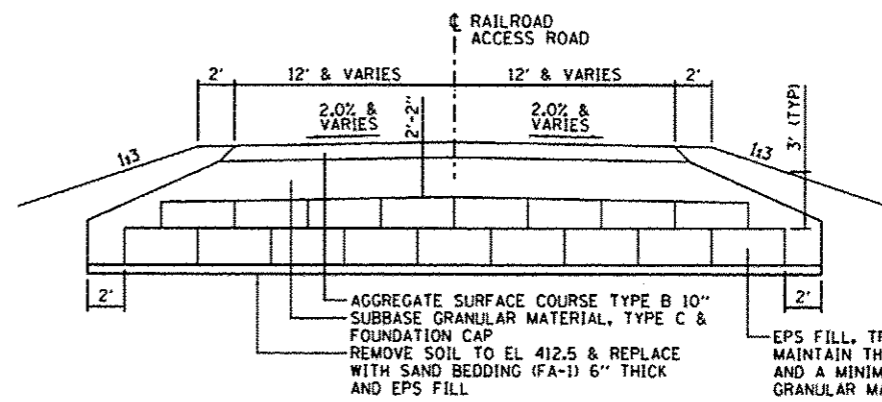 ℄ RAILROAD
ACCESS ROAD
2' 12' & VARIES 12' & VARIES 2'
2.0% & VARIES
2'-2"
2.0% & VARIES
3' (TYP)
1:3
1:3
2'
2'
AGGREGATE SURFACE COURSE TYPE B 10"
SUBBASE GRANULAR MATERIAL, TYPE C &
FOUNDATION CAP
REMOVE SOIL TO EL 412.5 & REPLACE
WITH SAND BEDDING (FA-1) 6" THICK
AND EPS FILL
EPS FILL, TR
MAINTAIN TH
AND A MINIM
GRANULAR MA